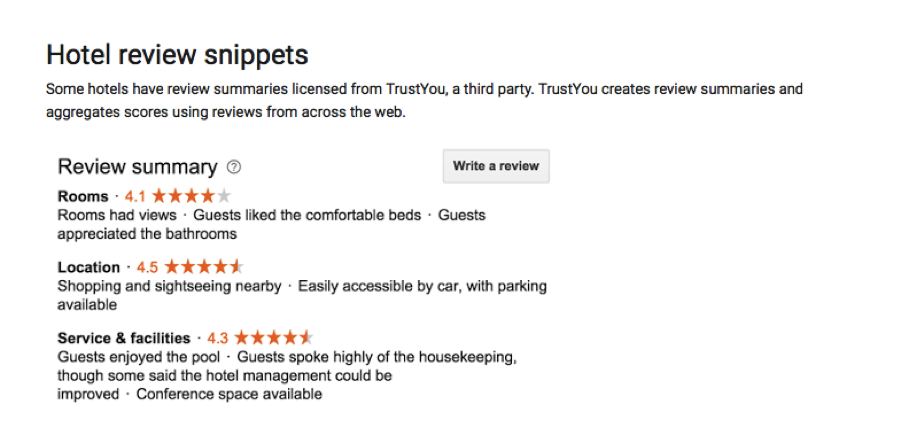 Hotel review snippets
Some hotels have review summaries licensed from TrustYou, a third party. TrustYou creates review summaries and
aggregates scores using reviews from across the web.
Review summary ?
Write a review
Rooms · 4.1 ★★★★★
Rooms had views · Guests liked the comfortable beds · Guests
appreciated the bathrooms
Location · 4.5 ★★★★★
Shopping and sightseeing nearby · Easily accessible by car, with parking
available
Service & facilities · 4.3 ★★★★★
Guests enjoyed the pool · Guests spoke highly of the housekeeping,
though some said the hotel management could be
improved · Conference space available